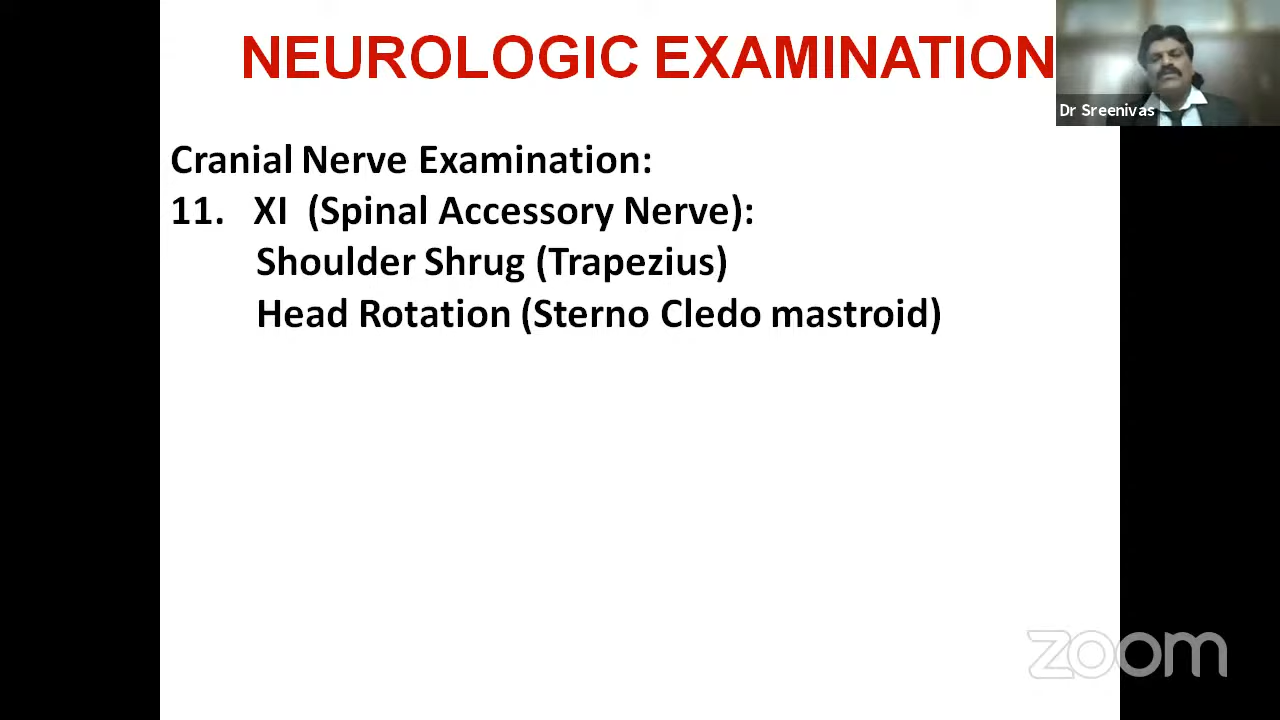 NEUROLOGIC EXAMINATION
Dr Sreenivas
Cranial Nerve Examination:
11. XI (Spinal Accessory Nerve):
Shoulder Shrug (Trapezius)
Head Rotation (Sterno Cledo mastroid)
zoom